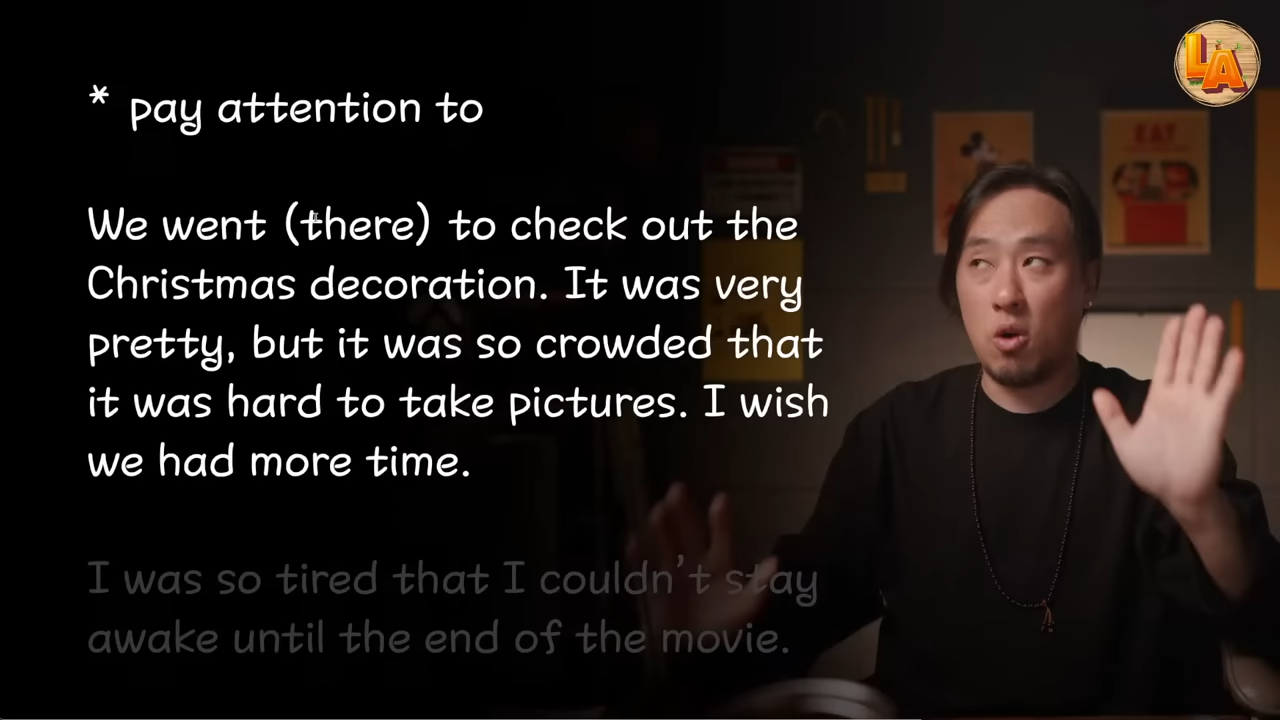 * pay attention to
We went (there) to check out the
Christmas decoration. It was very
pretty, but it was so crowded that
it was hard to take pictures. I wish
we had more time.
I was so tired that I couldn't stay
awake until the end of the movie.
LA
EAT